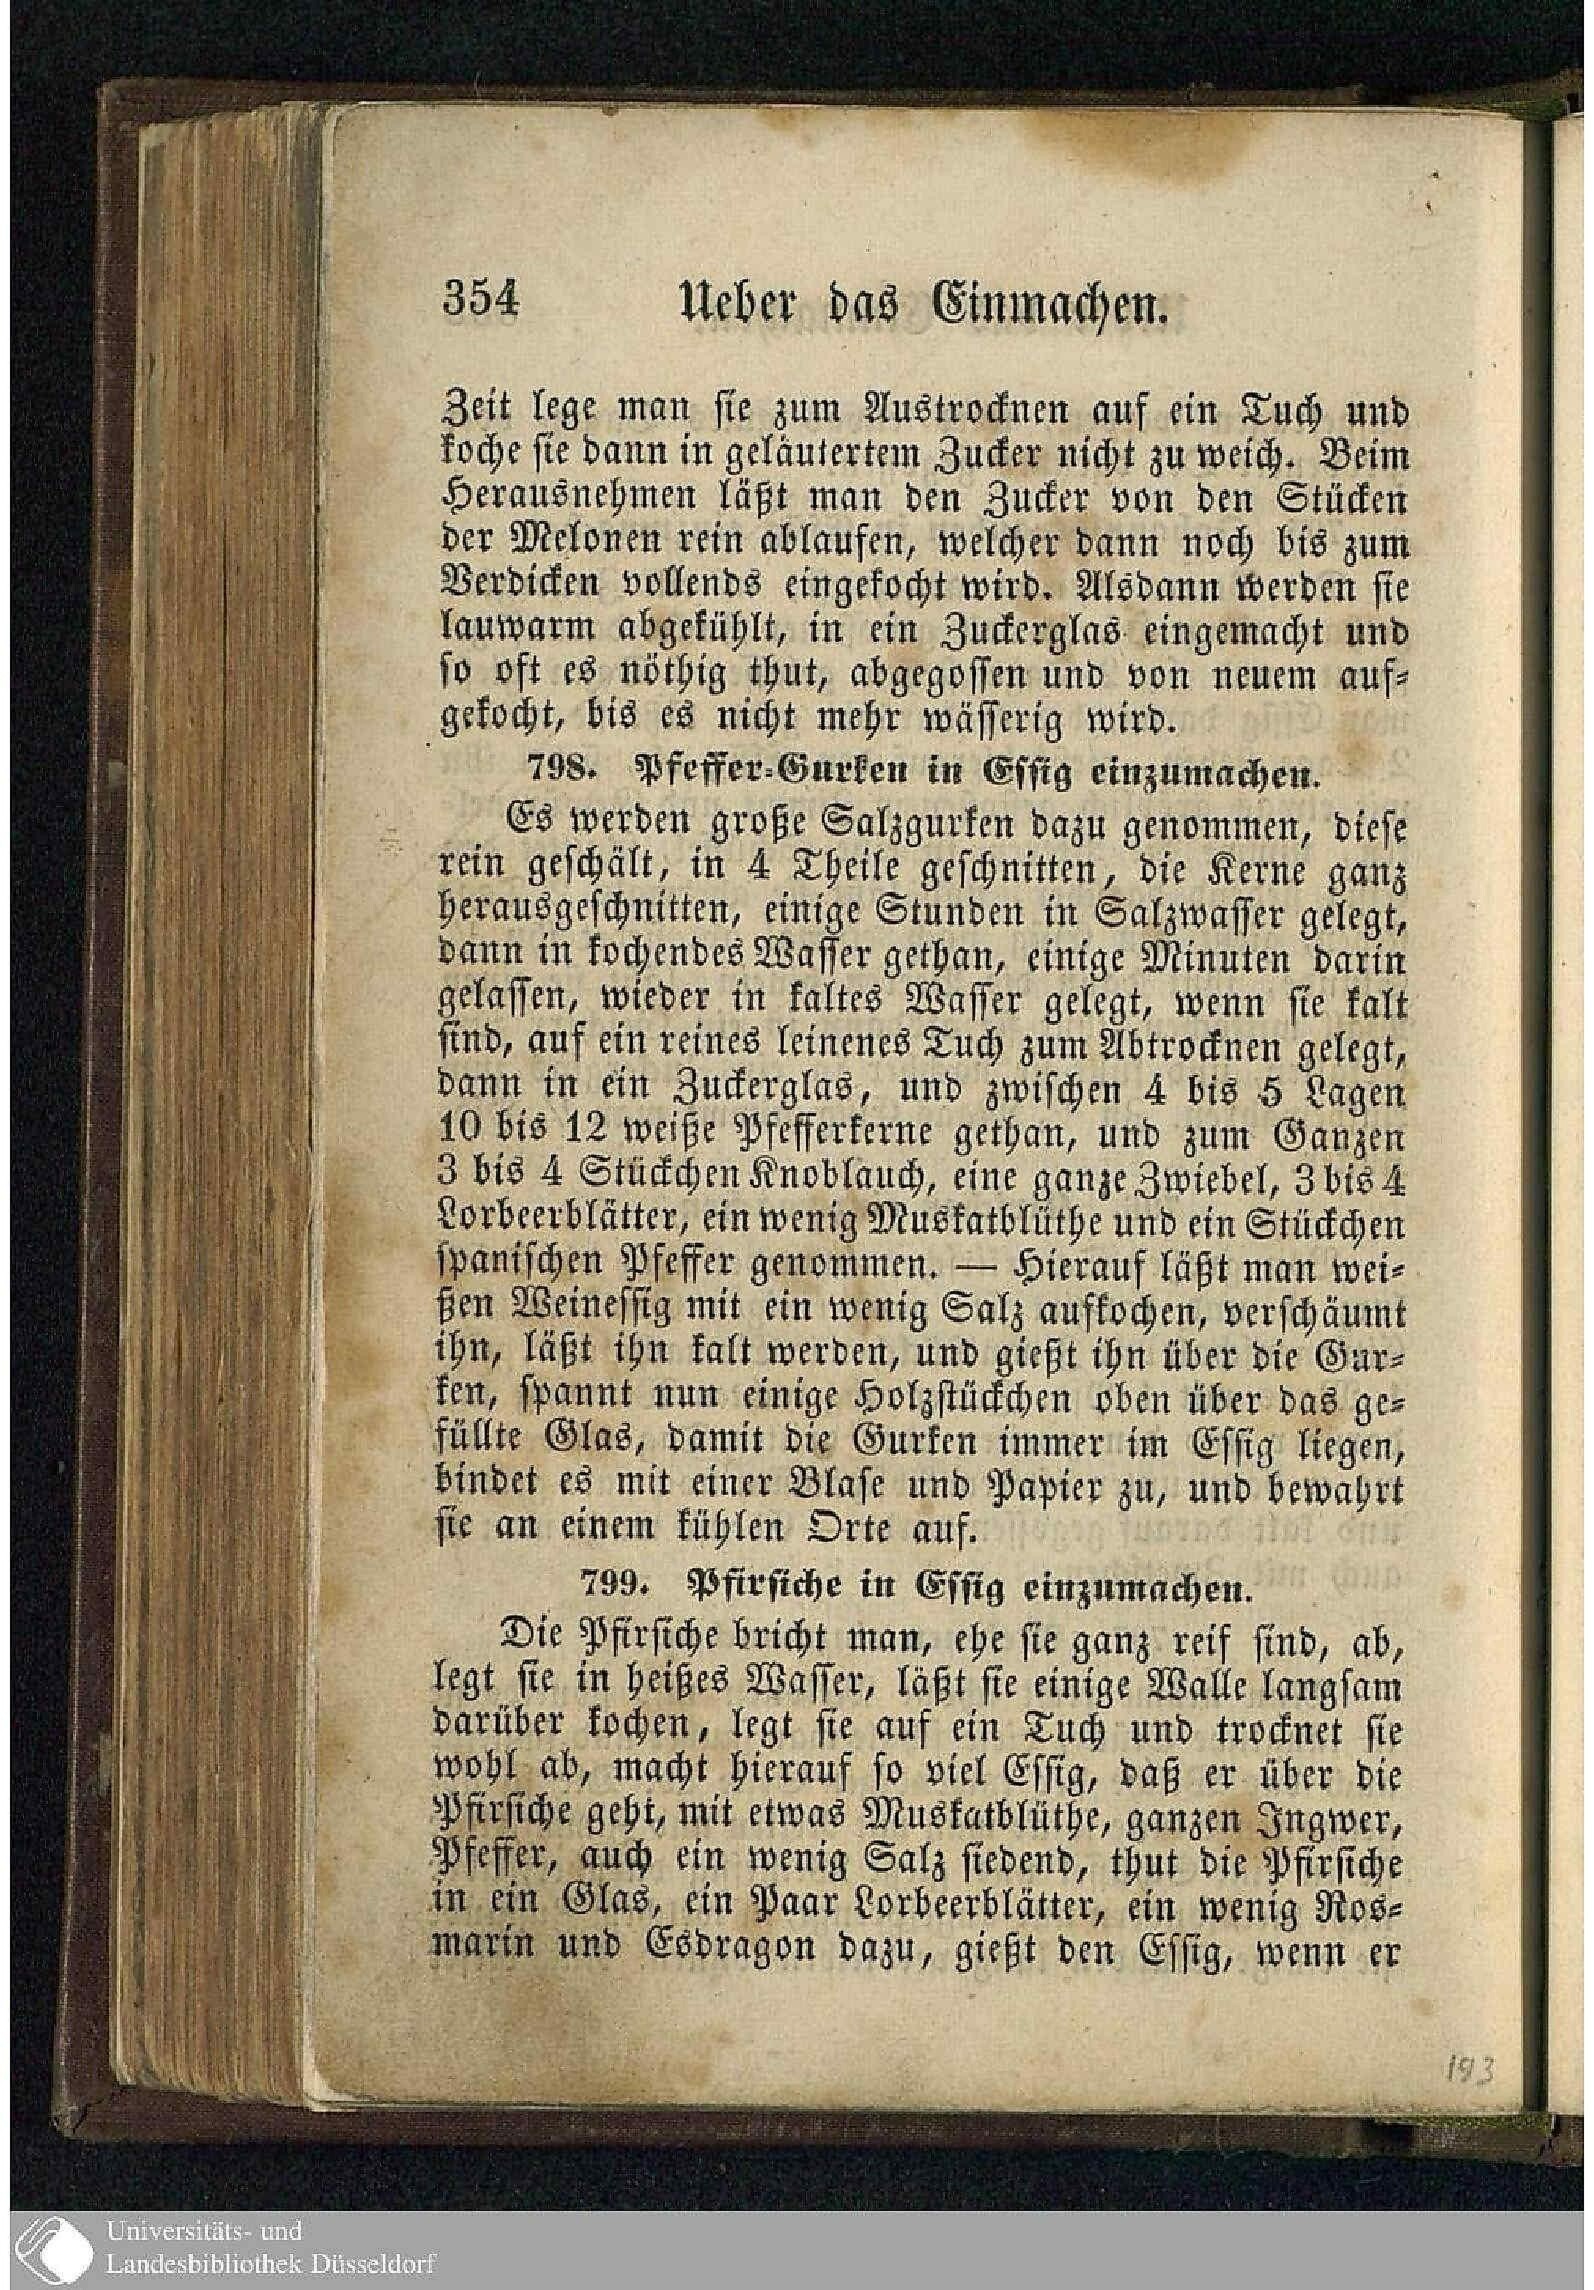 354 Ueber das Einmachen.
Zeit lege man sie zum Austrocknen auf ein Tuch und
koche sie dann in geläutertem Zucker nicht zu weich. Beim
Herausnehmen läßt man den Zucker von den Stücken
der Melonen rein ablaufen, welcher dann noch bis zum
Verdicken vollends eingekocht wird. Alsdann werden sie
lauwarm abgekühlt, in ein Zuckerglas eingemacht und
so oft es nöthig thut, abgegossen und von neuem auf-
gekocht, bis es nicht mehr wässerig wird.
798. Pfeffer-Gurken in Essig einzumachen.
Es werden große Salzgurken dazu genommen, diese
rein geschält, in 4 Theile geschnitten, die Kerne ganz
herausgeschnitten, einige Stunden in Salzwasser gelegt,
dann in kochendes Wasser gethan, einige Minuten darin
gelassen, wieder in kaltes Wasser gelegt, wenn sie kalt
sind, auf ein reines leinenes Tuch zum Abtrocknen gelegt,
dann in ein Zuckerglas, und zwischen 4 bis 5 Lagen
10 bis 12 weiße Pfefferkerne gethan, und zum Ganzen
3 bis 4 Stückchen Knoblauch, eine ganze Zwiebel, 3 bis 4
Lorbeerblätter, ein wenig Muskatblüthe und ein Stückchen
spanischen Pfeffer genommen. — Hierauf läßt man wei-
ßen Weinessig mit ein wenig Salz aufkochen, verschäumt
ihn, läßt ihn kalt werden, und gießt ihn über die Gur-
ken, spannt nun einige Holzstückchen oben über das ge-
füllte Glas, damit die Gurken immer im Essig liegen,
bindet es mit einer Blase und Papier zu, und bewahrt
sie an einem kühlen Orte auf.
799. Pfirsiche in Essig einzumachen.
Die Pfirsiche bricht man, ehe sie ganz reif sind, ab,
legt sie in heißes Wasser, läßt sie einige Walle langsam
darüber kochen, legt sie auf ein Tuch und trocknet sie
wohl ab, macht hierauf so viel Essig, daß er über die
Pfirsiche geht, mit etwas Muskatblüthe, ganzen Ingwer,
Pfeffer, auch ein wenig Salz siedend, thut die Pfirsiche
in ein Glas, ein Paar Lorbeerblätter, ein wenig Ros-
marin und Esdragon dazu, gießt den Essig, wenn er
193
Universitäts- und
Landesbibliothek Düsseldorf